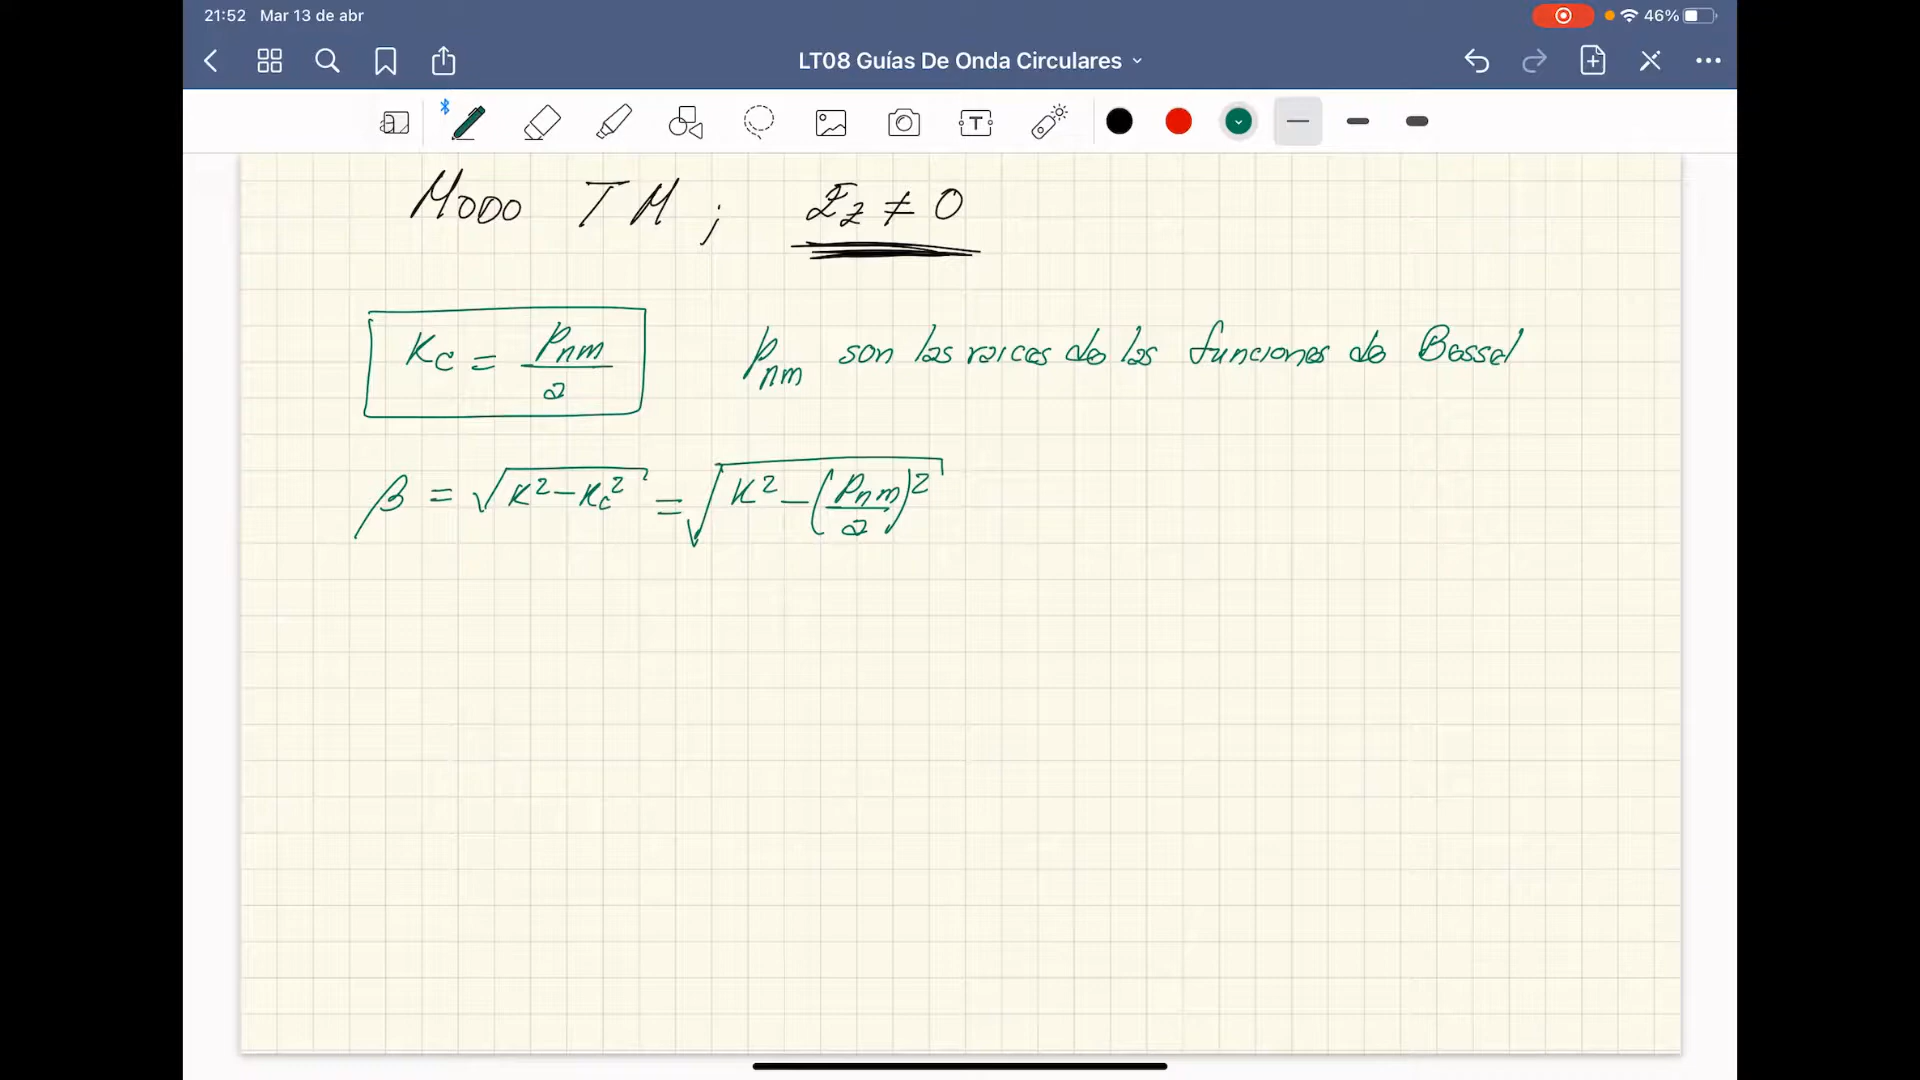 21:52 Mar 13 de abr 46%
LT08 Guías De Onda Circulares
a T
MODO TM; Ez ≠ 0
Kc = Pnm / a Pnm son las raices de las funciones de Bessel
β = √(K² - Kc²) = √(K² - (Pnm / a)²)